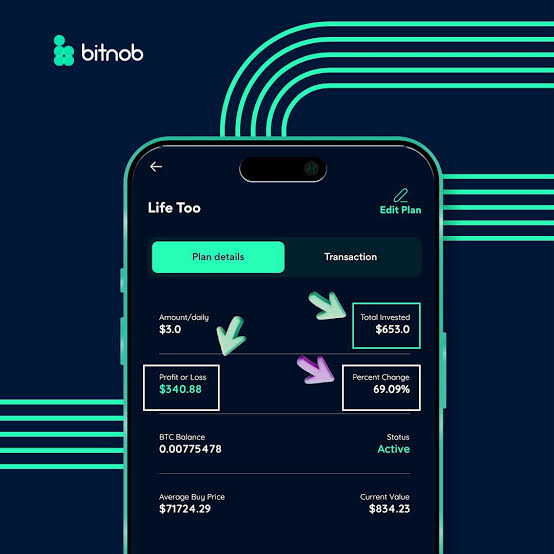 bitnob
Life Too
Edit Plan
Plan details
Transaction
Amount/daily
$3.0
Total Invested
$653.0
Profit or Loss
$340.88
Percent Change
69.09%
BTC Balance
0.00775478
Status
Active
Average Buy Price
$71724.29
Current Value
$834.23